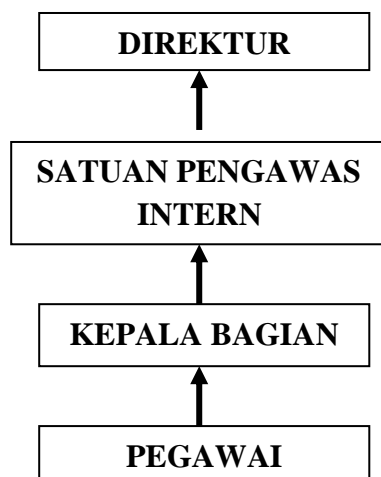 DIREKTUR
SATUAN PENGAWAS
INTERN
KEPALA BAGIAN
PEGAWAI